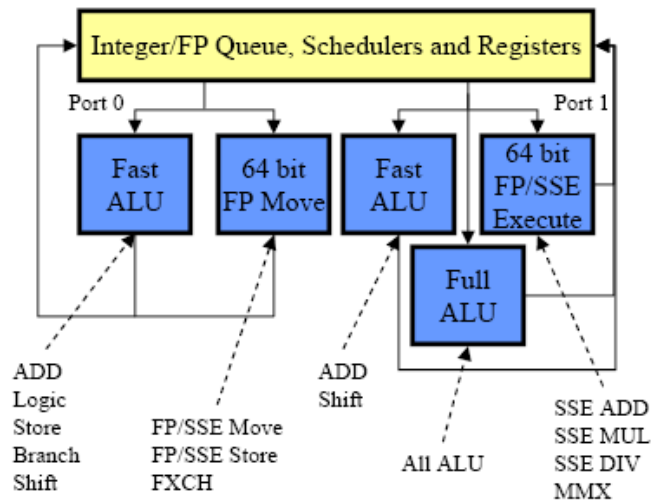 Integer/FP Queue, Schedulers and Registers
Port 0
Port 1
Fast
ALU
64 bit
FP Move
Fast
ALU
64 bit
FP/SSE
Execute
Full
ALU
ADD
Logic
Store
Branch
Shift
FP/SSE Move
FP/SSE Store
FXCH
ADD
Shift
All ALU
SSE ADD
SSE MUL
SSE DIV
MMX